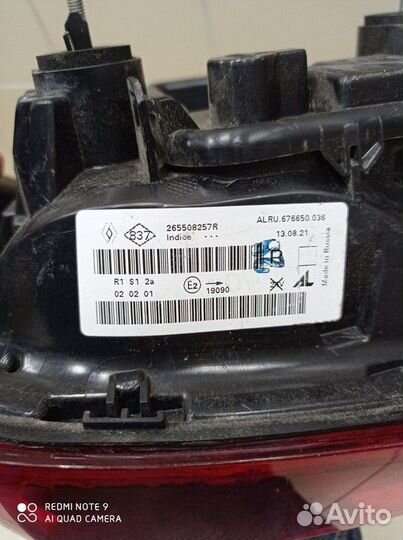 837
265508257R
Indice ---
ALRU.676650.036
13.08.21
Made in Russia
R1 S1 2a
02 02 01
E2
19090
AL
REDMI NOTE 9
AI QUAD CAMERA
Avito